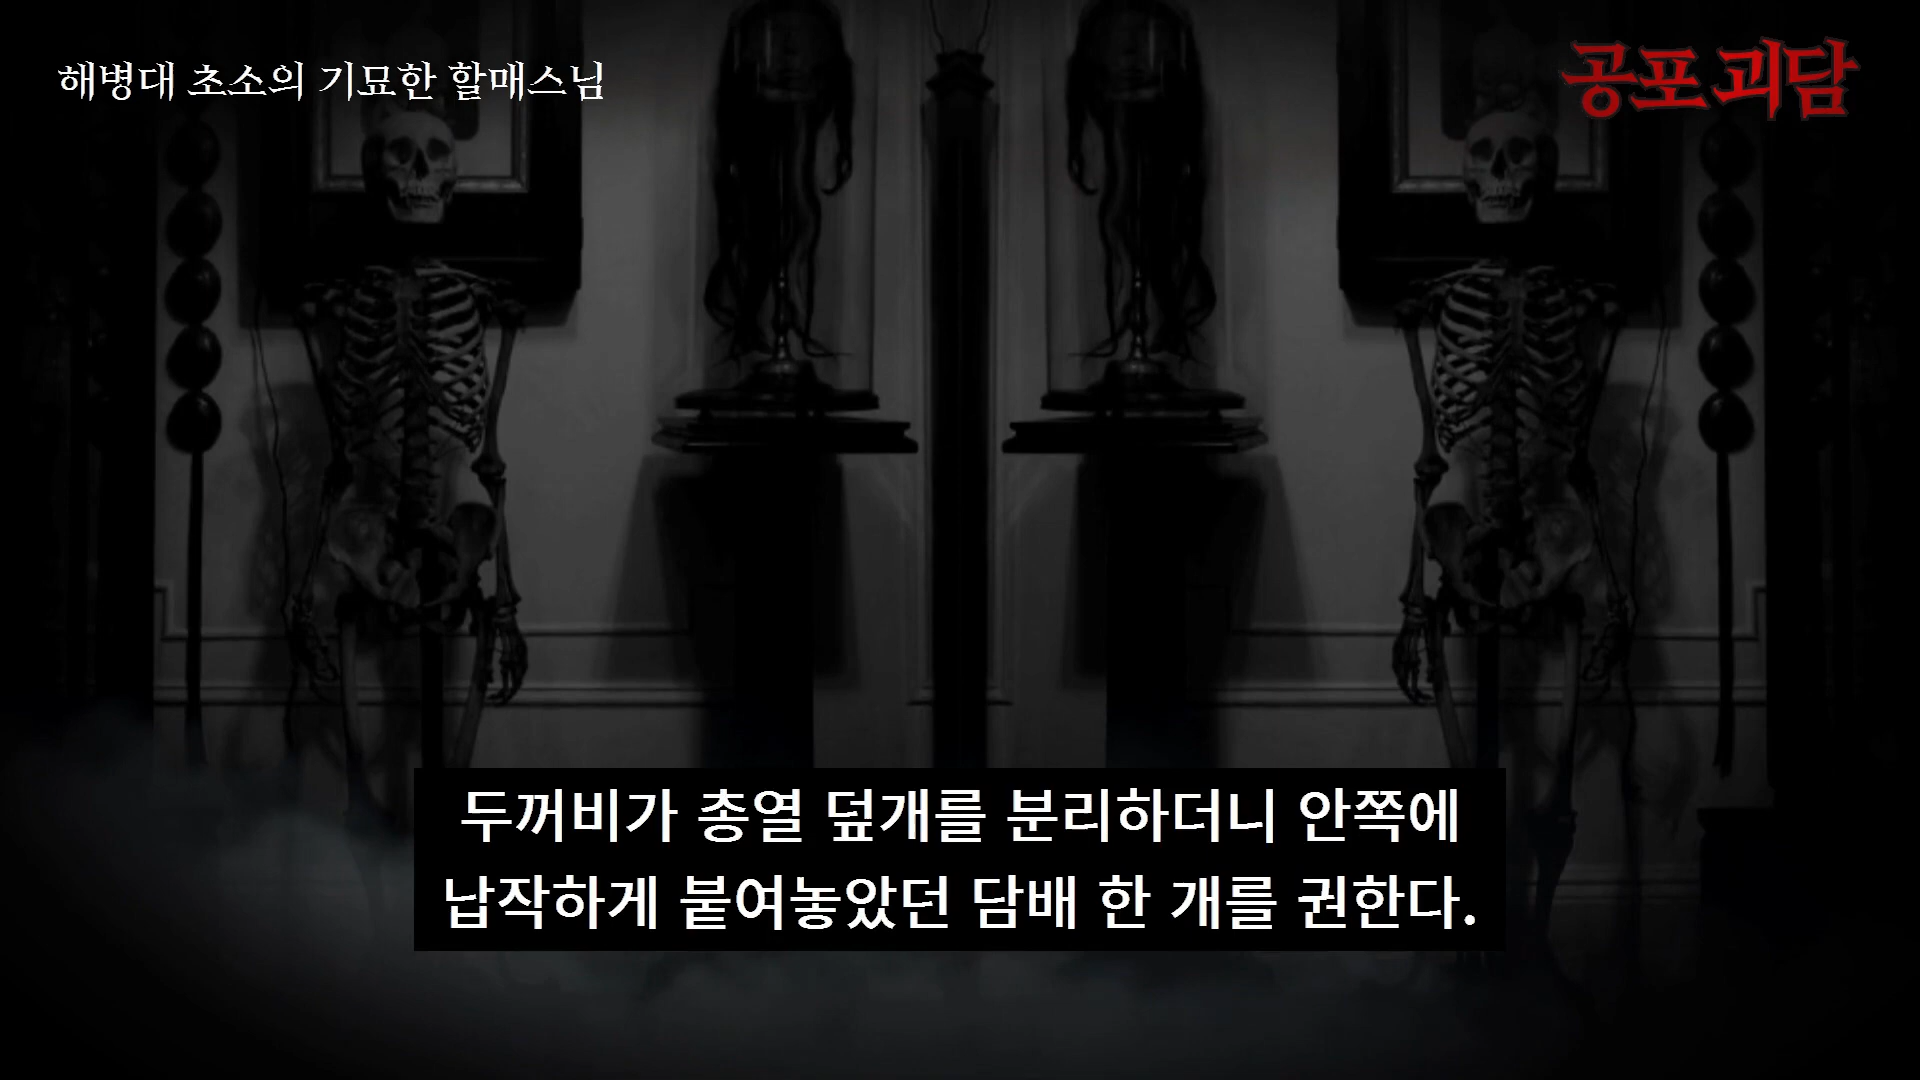 해병대 초소의 기묘한 할매스님
공포 괴담
두꺼비가 총열 덮개를 분리하더니 안쪽에
납작하게 붙여놓았던 담배 한 개를 권한다.